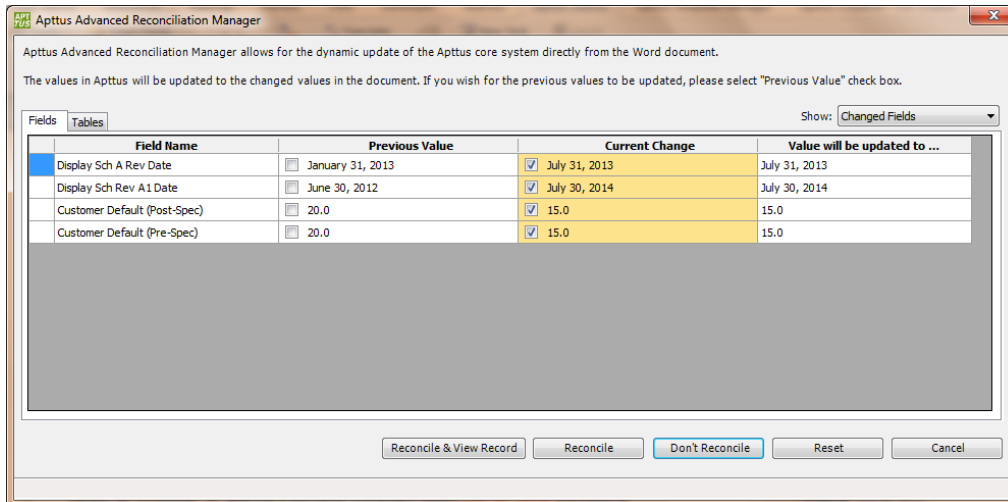 APT
TUS
Apttus Advanced Reconciliation Manager
X
Apttus Advanced Reconciliation Manager allows for the dynamic update of the Apttus core system directly from the Word document.
The values in Apttus will be updated to the changed values in the document. If you wish for the previous values to be updated, please select "Previous Value" check box.
Fields Tables Show: Changed Fields
Field Name Previous Value Current Change Value will be updated to ...
Display Sch A Rev Date January 31, 2013 July 31, 2013 July 31, 2013
Display Sch Rev A1 Date June 30, 2012 July 30, 2014 July 30, 2014
Customer Default (Post-Spec) 20.0 15.0 15.0
Customer Default (Pre-Spec) 20.0 15.0 15.0
Reconcile & View Record Reconcile Don't Reconcile Reset Cancel